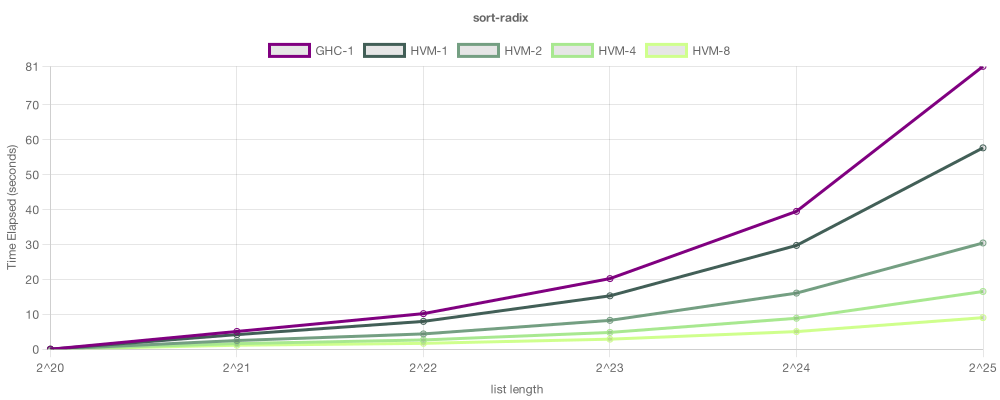 sort-radix
GHC-1 HVM-1 HVM-2 HVM-4 HVM-8
Time Elapsed (seconds)
81
70
60
50
40
30
20
10
0
2^20 2^21 2^22 2^23 2^24 2^25
list length